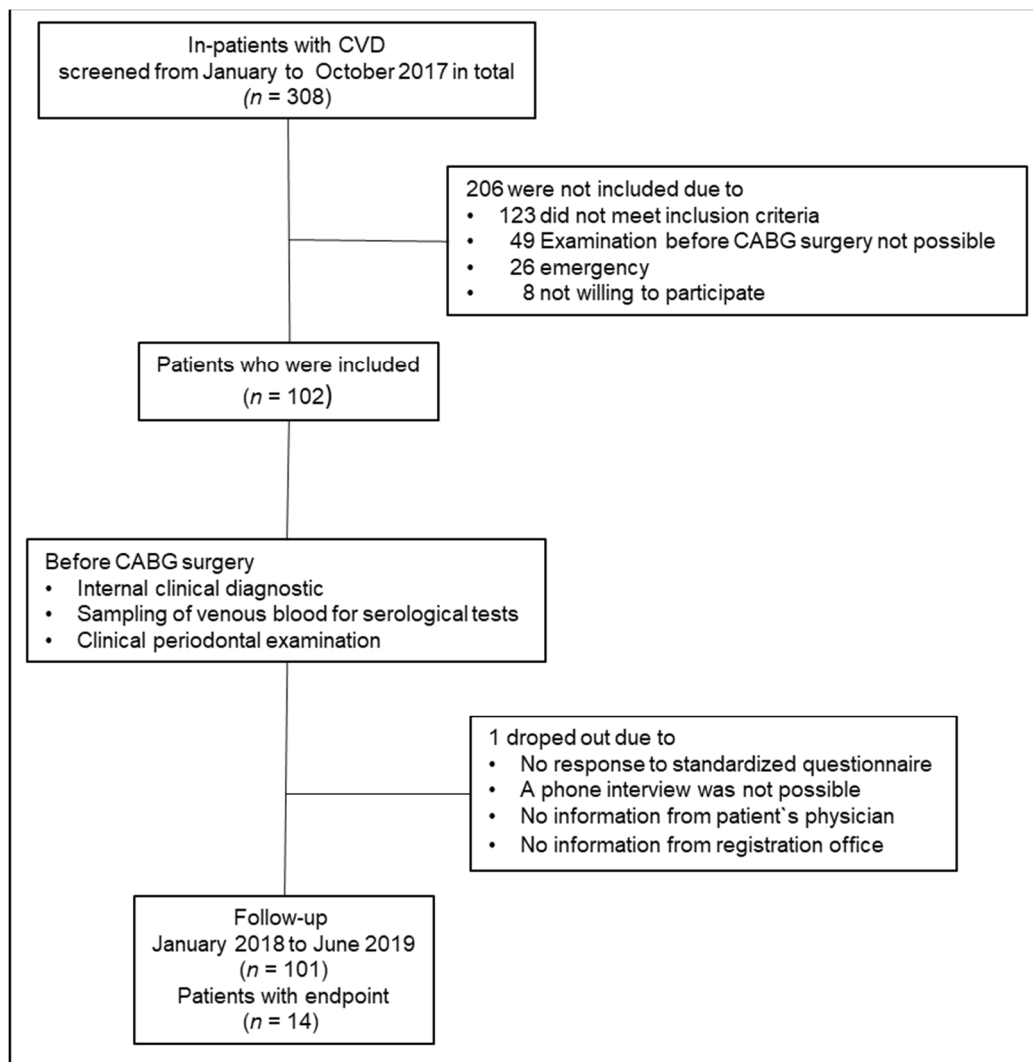 In-patients with CVD
screened from January to October 2017 in total
(n = 308)
206 were not included due to
• 123 did not meet inclusion criteria
• 49 Examination before CABG surgery not possible
• 26 emergency
• 8 not willing to participate
Patients who were included
(n = 102)
Before CABG surgery
• Internal clinical diagnostic
• Sampling of venous blood for serological tests
• Clinical periodontal examination
1 droped out due to
• No response to standardized questionnaire
• A phone interview was not possible
• No information from patient`s physician
• No information from registration office
Follow-up
January 2018 to June 2019
(n = 101)
Patients with endpoint
(n = 14)